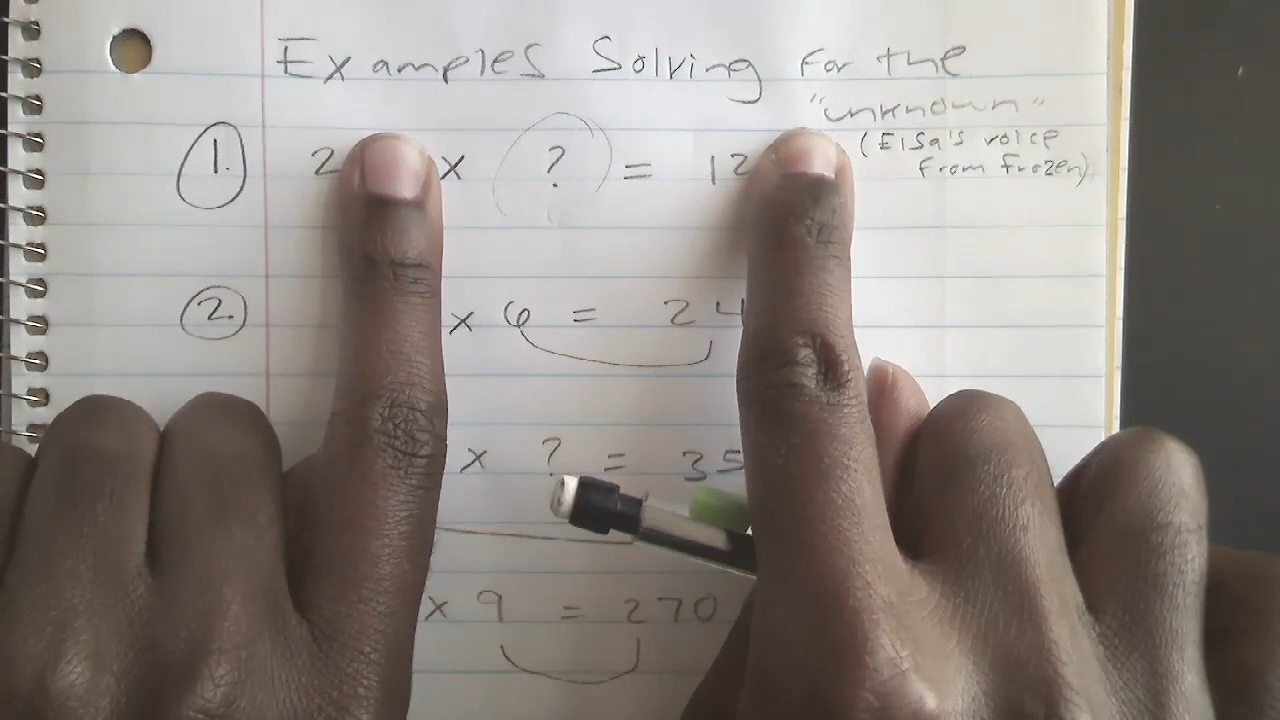 Examples Solving for the
"unknown"
(Elsa's voice
from frozen)
1. 2 x ? = 12
2. x 6 = 24
x ? = 35
x 9 = 270